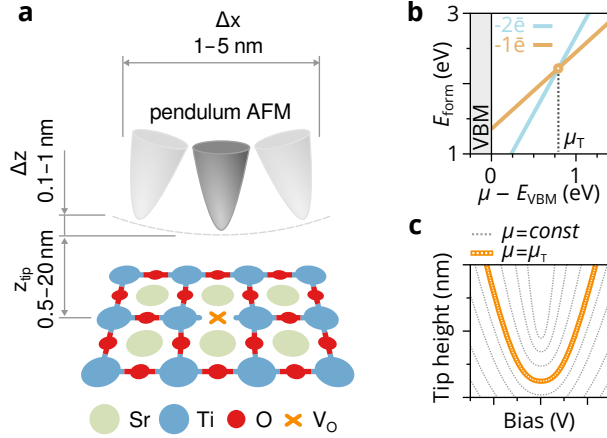 a
Δx
1–5 nm
pendulum AFM
Δz
0.1–1 nm
z_tip
0.5–20 nm
Sr
Ti
O
V_O
b
-2ē
-1ē
3
1
E_form (eV)
VBM
μ_T
0
1
μ − E_VBM (eV)
c
μ=const
μ=μ_T
Tip height (nm)
Bias (V)